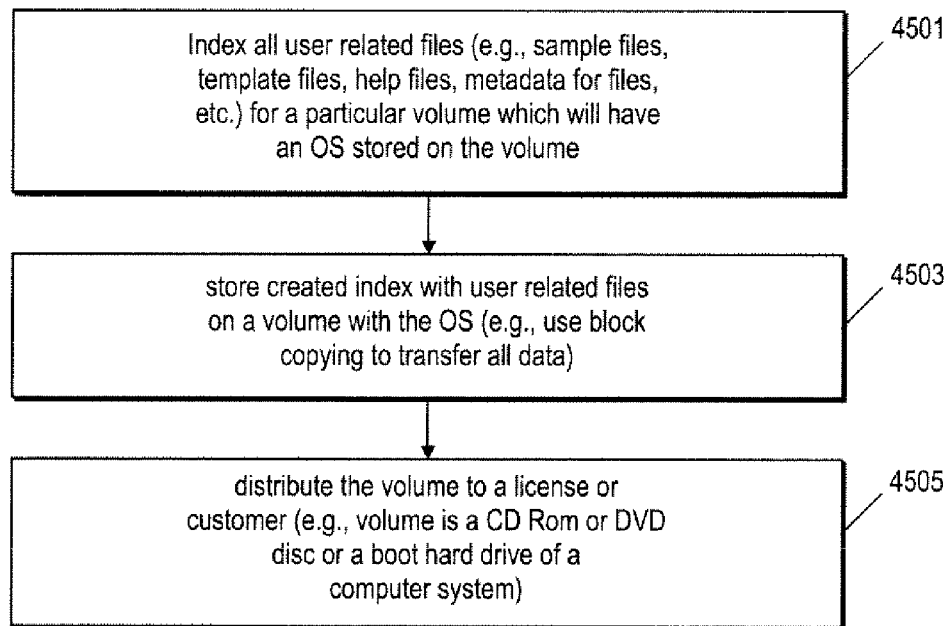 Index all user related files (e.g., sample files,
template files, help files, metadata for files,
etc.) for a particular volume which will have
an OS stored on the volume
4501
store created index with user related files
on a volume with the OS (e.g., use block
copying to transfer all data)
4503
distribute the volume to a license or
customer (e.g., volume is a CD Rom or DVD
disc or a boot hard drive of a
computer system)
4505